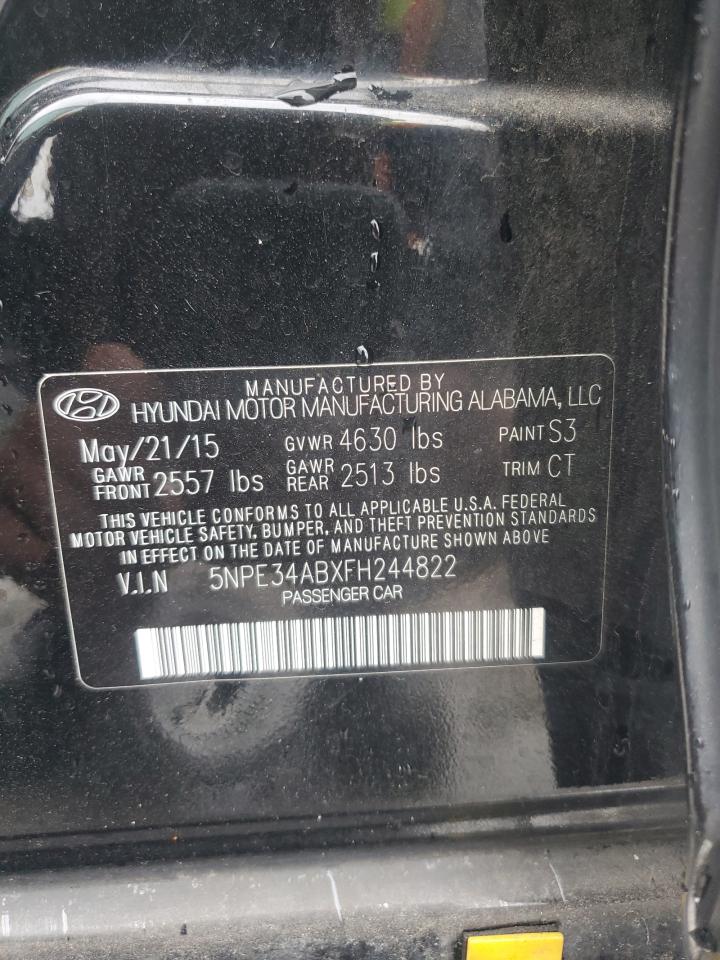 MANUFACTURED BY
HYUNDAI MOTOR MANUFACTURING ALABAMA, LLC
May/21/15 GVWR 4630 lbs PAINT S3
GAWR FRONT 2557 lbs GAWR REAR 2513 lbs TRIM CT
THIS VEHICLE CONFORMS TO ALL APPLICABLE U.S.A. FEDERAL
MOTOR VEHICLE SAFETY, BUMPER, AND THEFT PREVENTION STANDARDS
IN EFFECT ON THE DATE OF MANUFACTURE SHOWN ABOVE.
V.I.N 5NPE34ABXFH244822
PASSENGER CAR